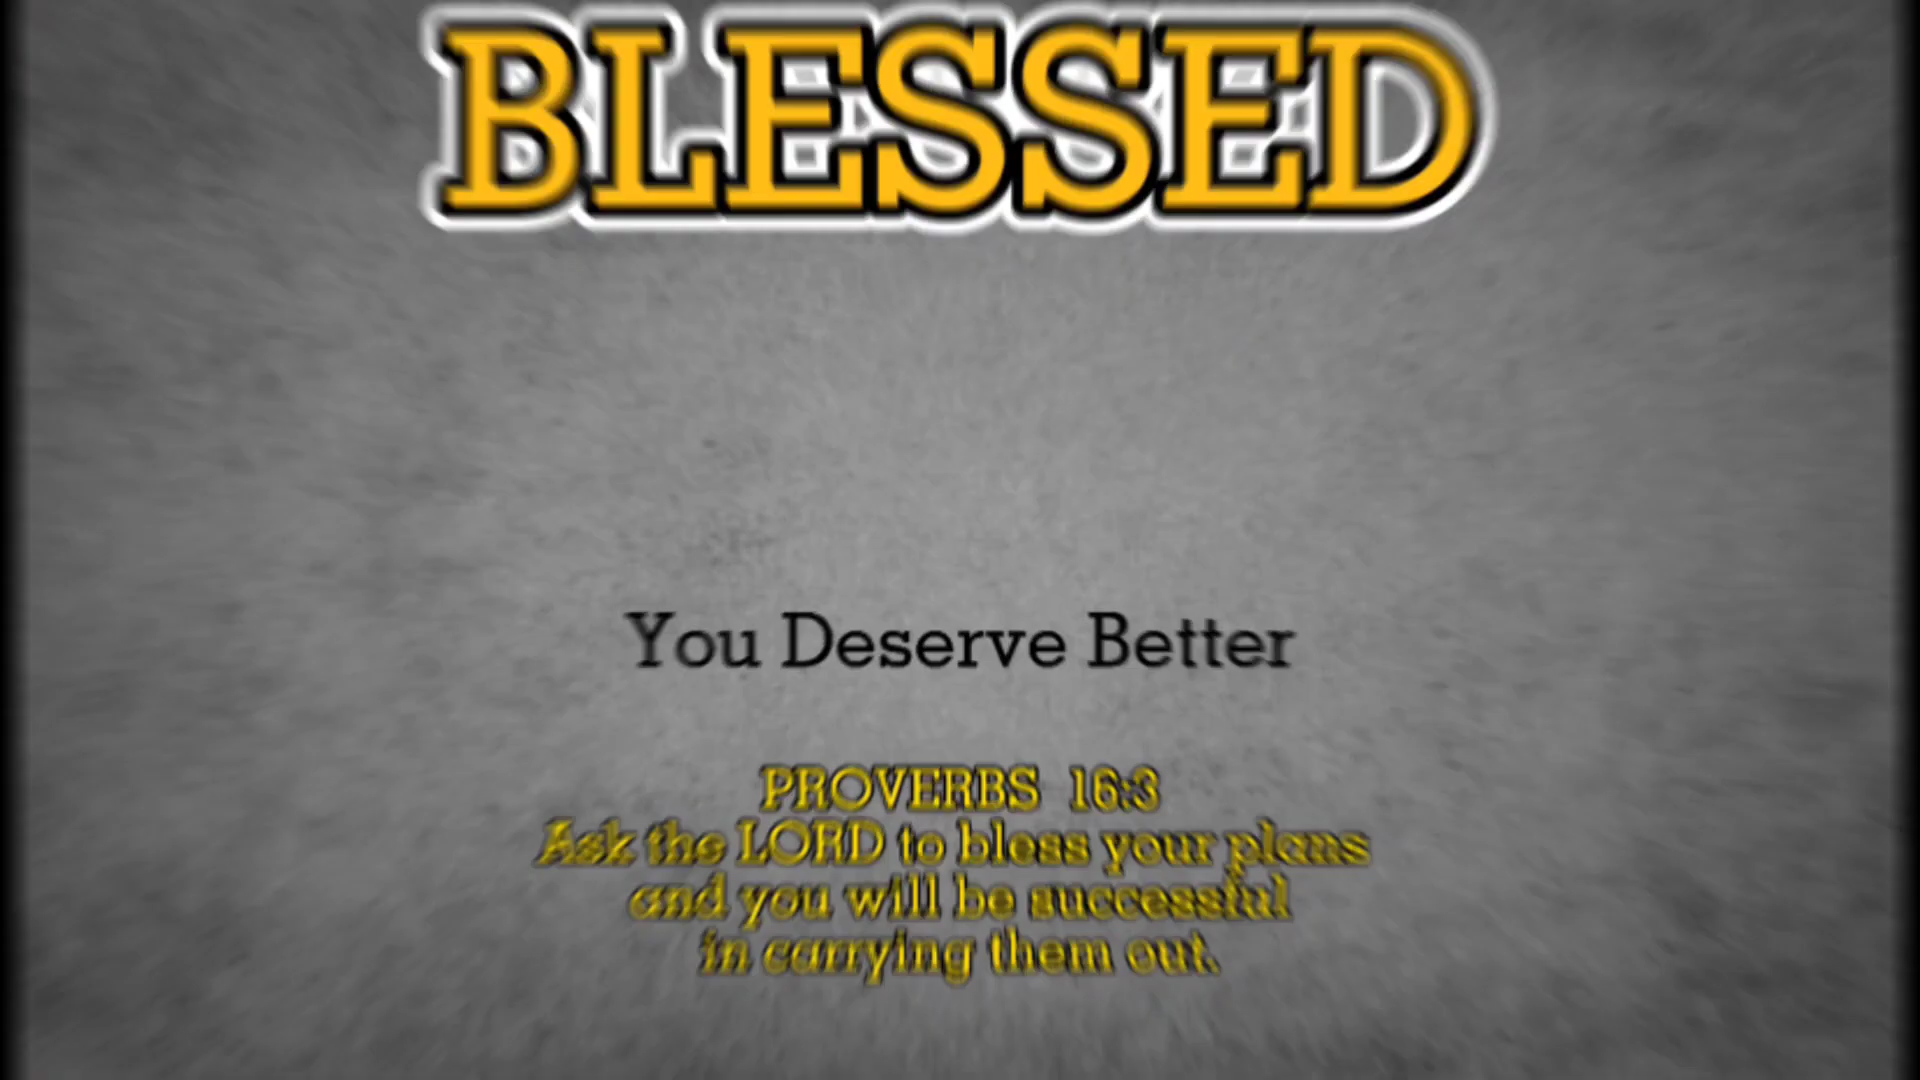 BLESSED
You Deserve Better
PROVERBS 16:3
Ask the LORD to bless your plans
and you will be successful
in carrying them out.